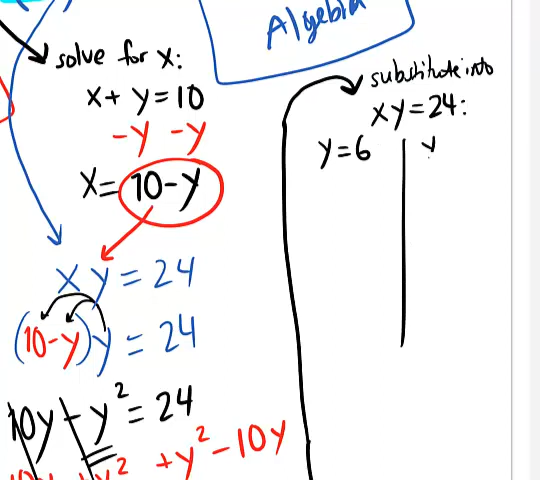 Algebra
solve for x:
x + y = 10
-y -y
x = 10 - y
xy = 24
(10 - y)y = 24
10y - y² = 24
+ y² - 10y
substitute into
xy = 24:
y = 6
y